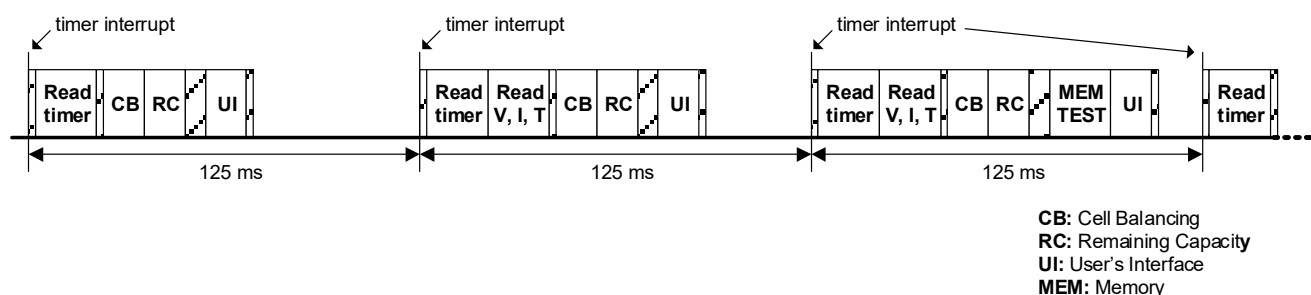 timer interrupt timer interrupt timer interrupt
Read timer CB RC UI Read timer Read V, I, T CB RC UI Read timer Read V, I, T CB RC MEM TEST UI Read timer
125 ms 125 ms 125 ms
CB: Cell Balancing
RC: Remaining Capacity
UI: User's Interface
MEM: Memory